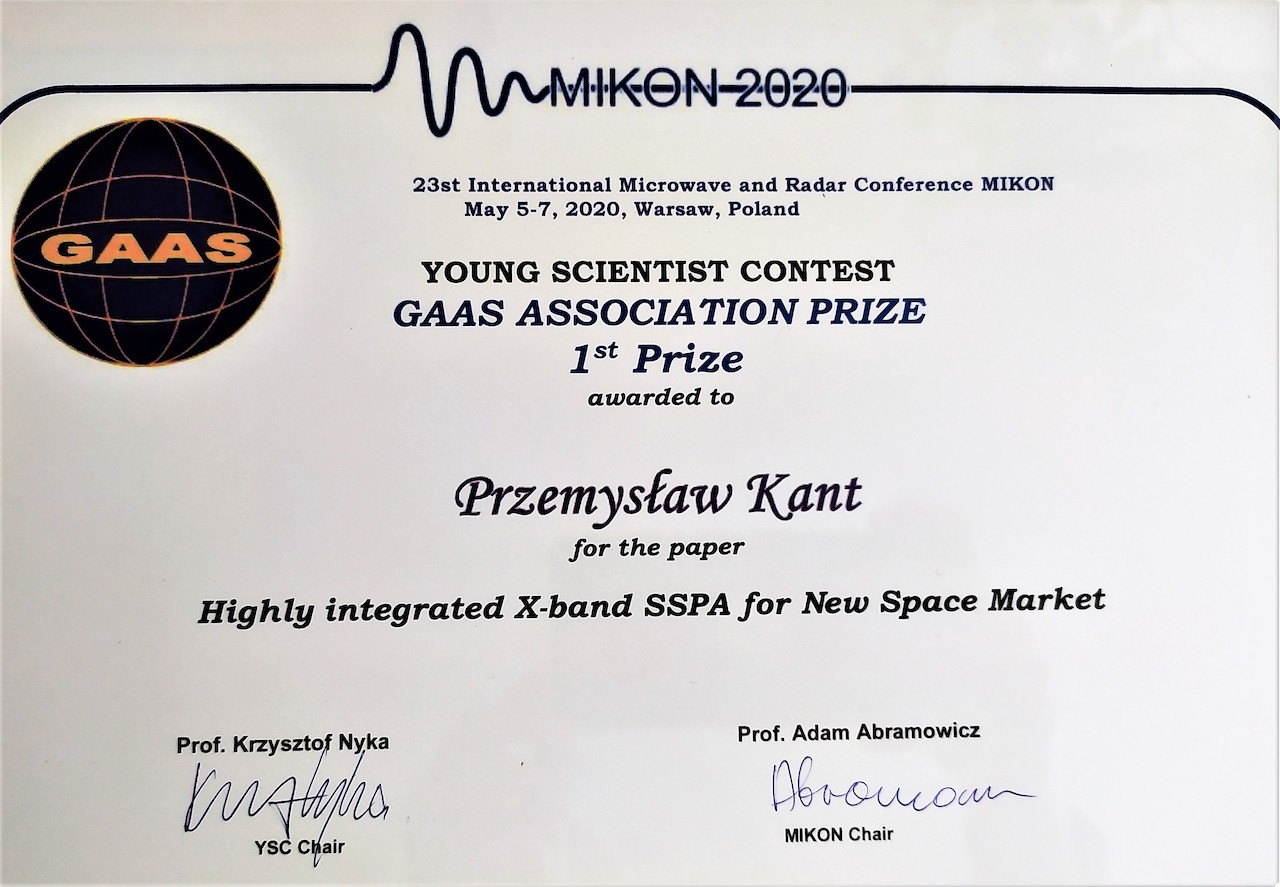 MIKON 2020
GAAS
23st International Microwave and Radar Conference MIKON
May 5-7, 2020, Warsaw, Poland
YOUNG SCIENTIST CONTEST
GAAS ASSOCIATION PRIZE
1st Prize
awarded to
Przemysław Kant
for the paper
Highly integrated X-band SSPA for New Space Market
Prof. Krzysztof Nyka
YSC Chair
Prof. Adam Abramowicz
MIKON Chair